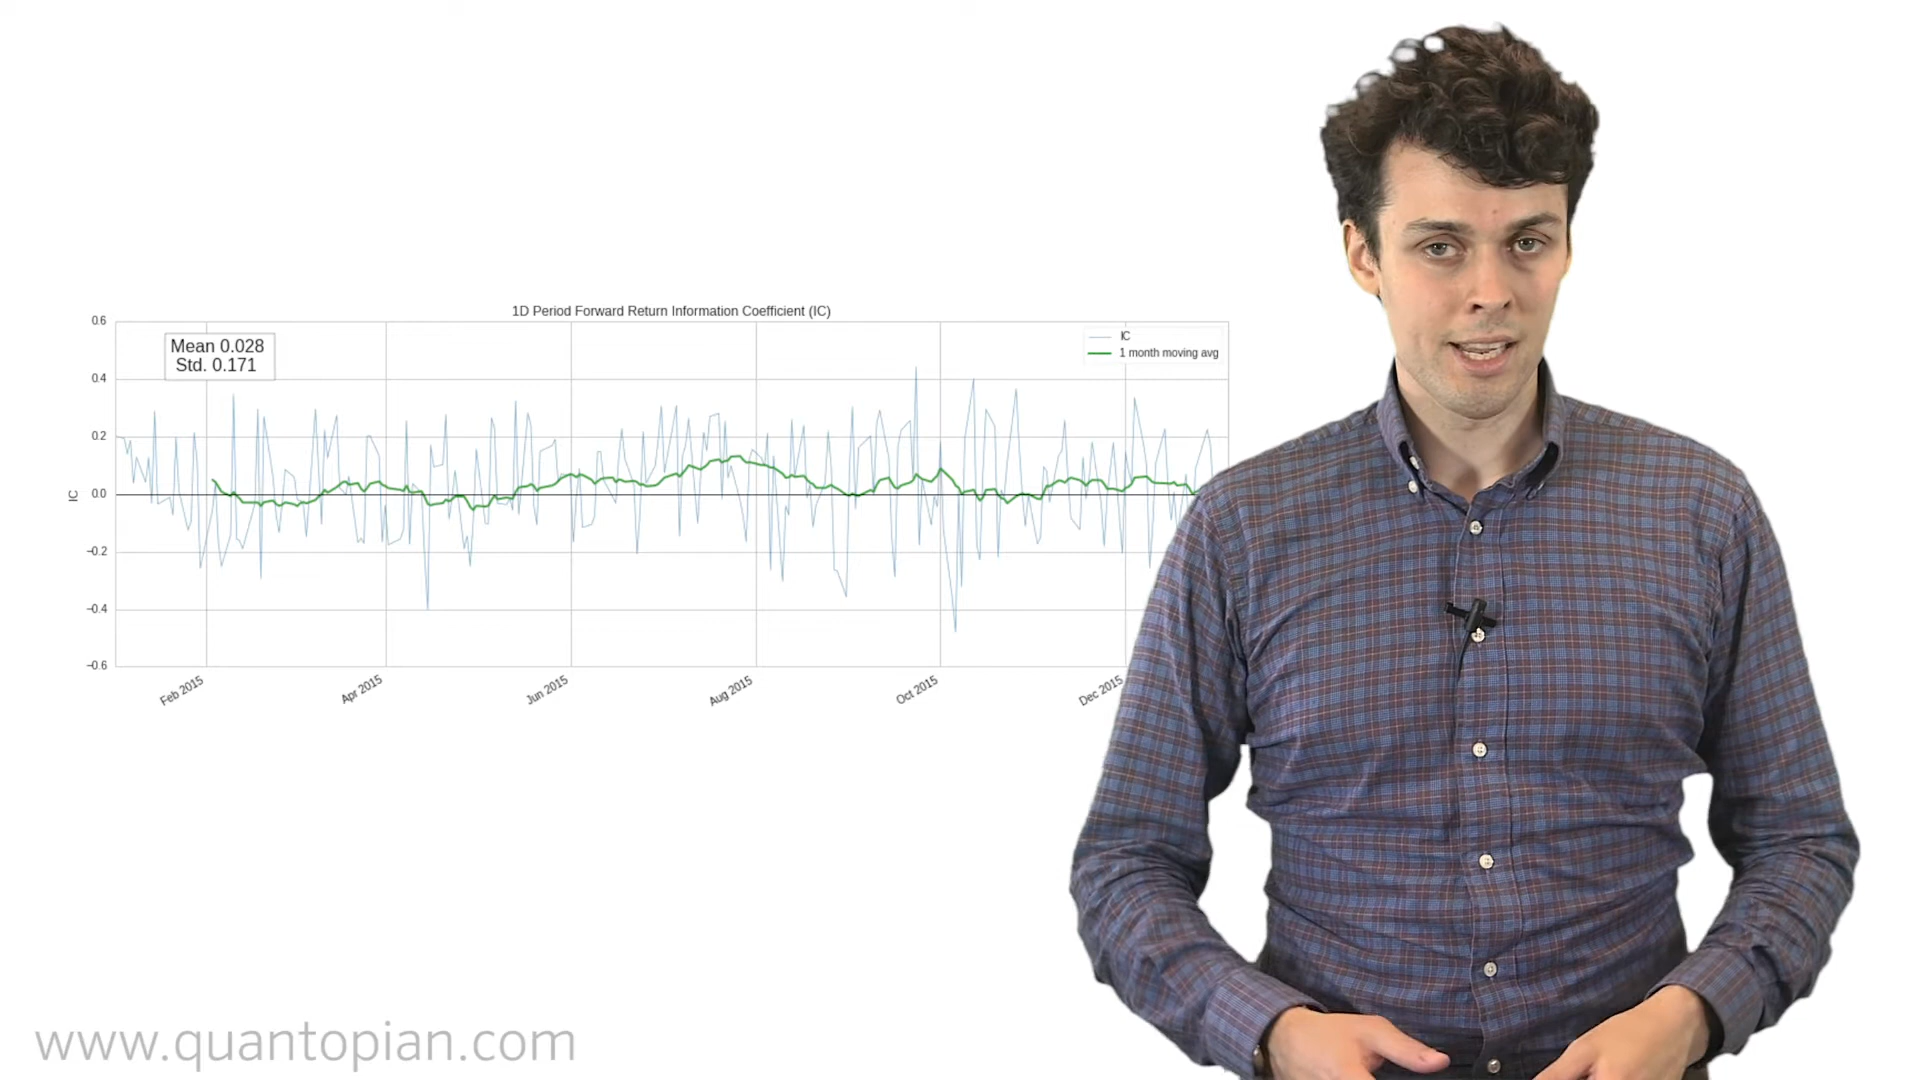 1D Period Forward Return Information Coefficient (IC)
0.6
0.4
0.2
0.0
−0.2
−0.4
−0.6
IC
Mean 0.028
Std. 0.171
IC
1 month moving avg
Feb 2015
Apr 2015
Jun 2015
Aug 2015
Oct 2015
Dec 2015
www.quantopian.com